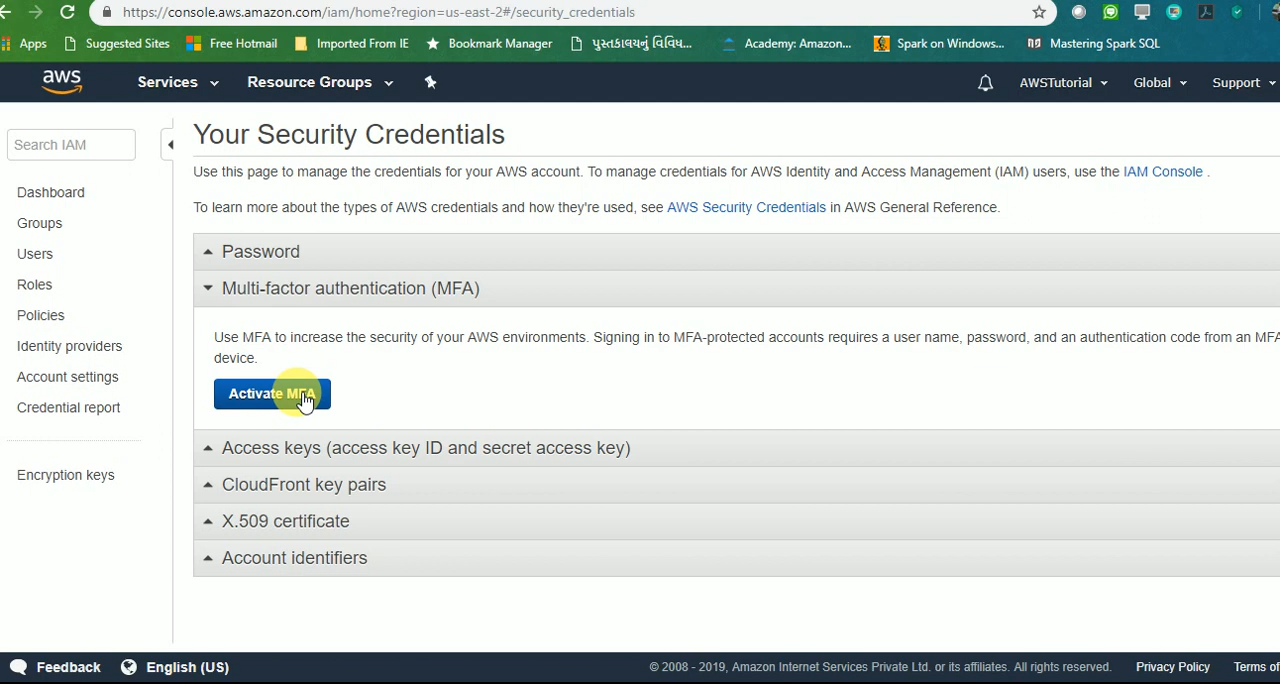 https://console.aws.amazon.com/iam/home?region=us-east-2#/security_credentials
Apps Suggested Sites Free Hotmail Imported From IE Bookmark Manager પુસ્તકાલયનું વિવિધ... Academy: Amazon... Spark on Windows... Mastering Spark SQL
aws Services Resource Groups AWSTutorial Global Support
Search IAM
Dashboard
Groups
Users
Roles
Policies
Identity providers
Account settings
Credential report
Encryption keys
Your Security Credentials
Use this page to manage the credentials for your AWS account. To manage credentials for AWS Identity and Access Management (IAM) users, use the IAM Console .
To learn more about the types of AWS credentials and how they're used, see AWS Security Credentials in AWS General Reference.
Password
Multi-factor authentication (MFA)
Use MFA to increase the security of your AWS environments. Signing in to MFA-protected accounts requires a user name, password, and an authentication code from an MFA
device.
Activate MFA
Access keys (access key ID and secret access key)
CloudFront key pairs
X.509 certificate
Account identifiers
Feedback English (US) © 2008 - 2019, Amazon Internet Services Private Ltd. or its affiliates. All rights reserved. Privacy Policy Terms of